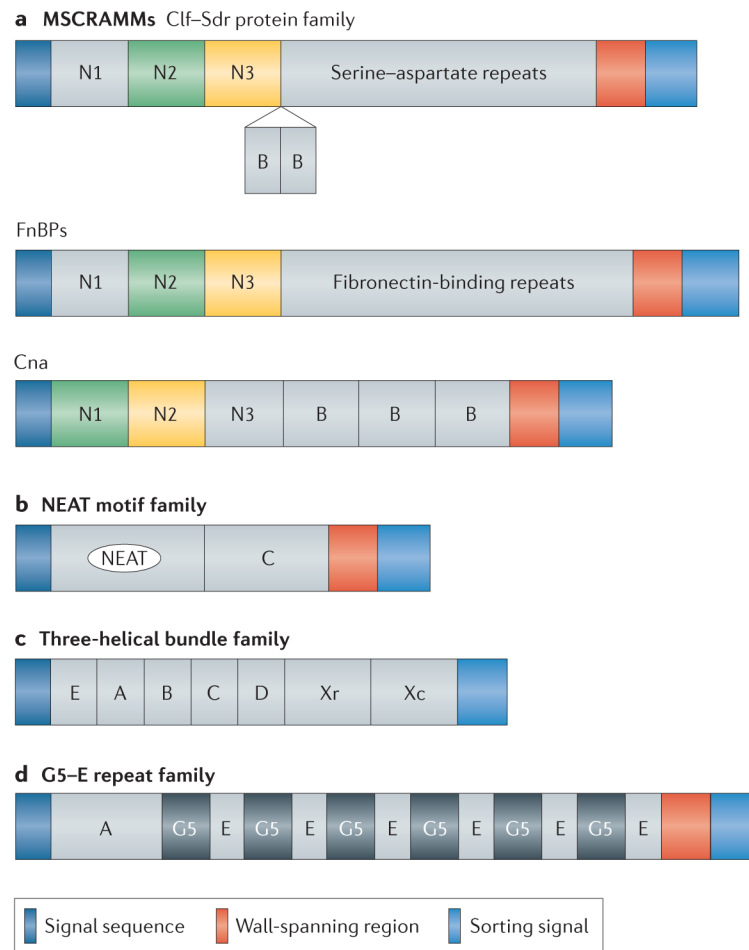 a MSCRAMMs Clf–Sdr protein family
N1 N2 N3 Serine–aspartate repeats
B B
FnBPs
N1 N2 N3 Fibronectin-binding repeats
Cna
N1 N2 N3 B B B
b NEAT motif family
NEAT C
c Three-helical bundle family
E A B C D Xr Xc
d G5–E repeat family
A G5 E G5 E G5 E G5 E G5 E G5 E
Signal sequence Wall-spanning region Sorting signal